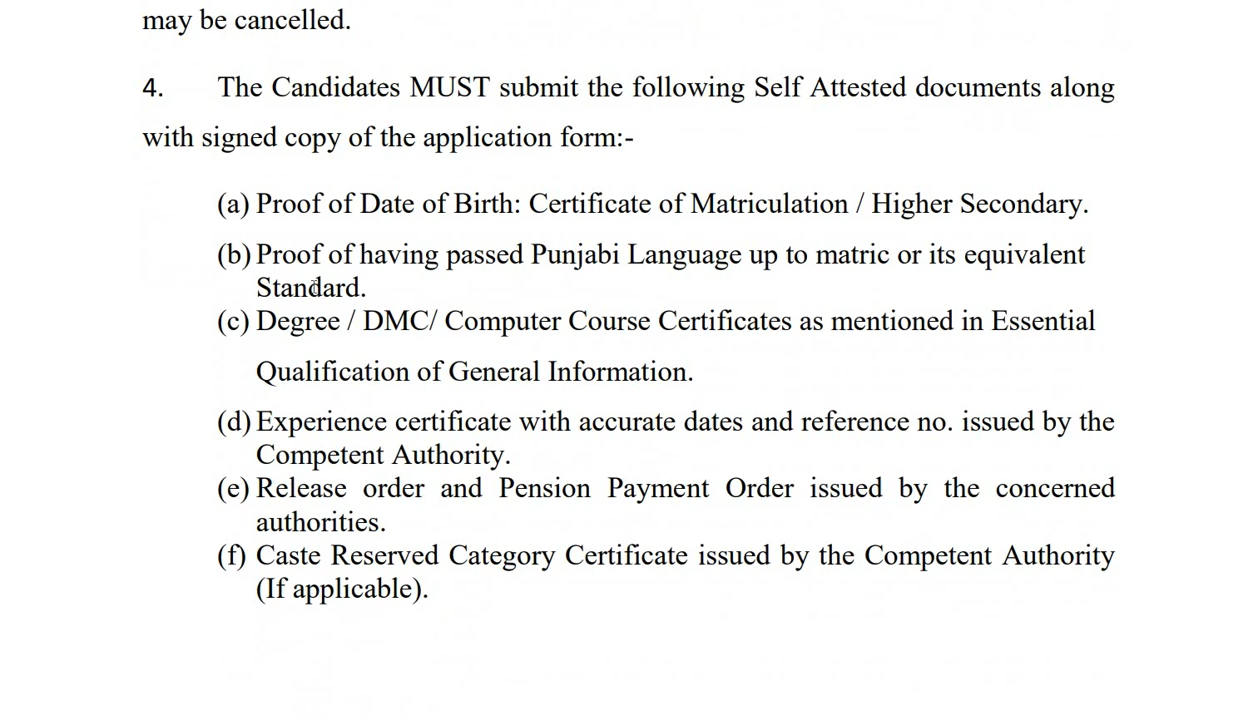 may be cancelled.
4. The Candidates MUST submit the following Self Attested documents along
with signed copy of the application form:-
(a) Proof of Date of Birth: Certificate of Matriculation / Higher Secondary.
(b) Proof of having passed Punjabi Language up to matric or its equivalent
Standard.
(c) Degree / DMC/ Computer Course Certificates as mentioned in Essential
Qualification of General Information.
(d) Experience certificate with accurate dates and reference no. issued by the
Competent Authority.
(e) Release order and Pension Payment Order issued by the concerned
authorities.
(f) Caste Reserved Category Certificate issued by the Competent Authority
(If applicable).